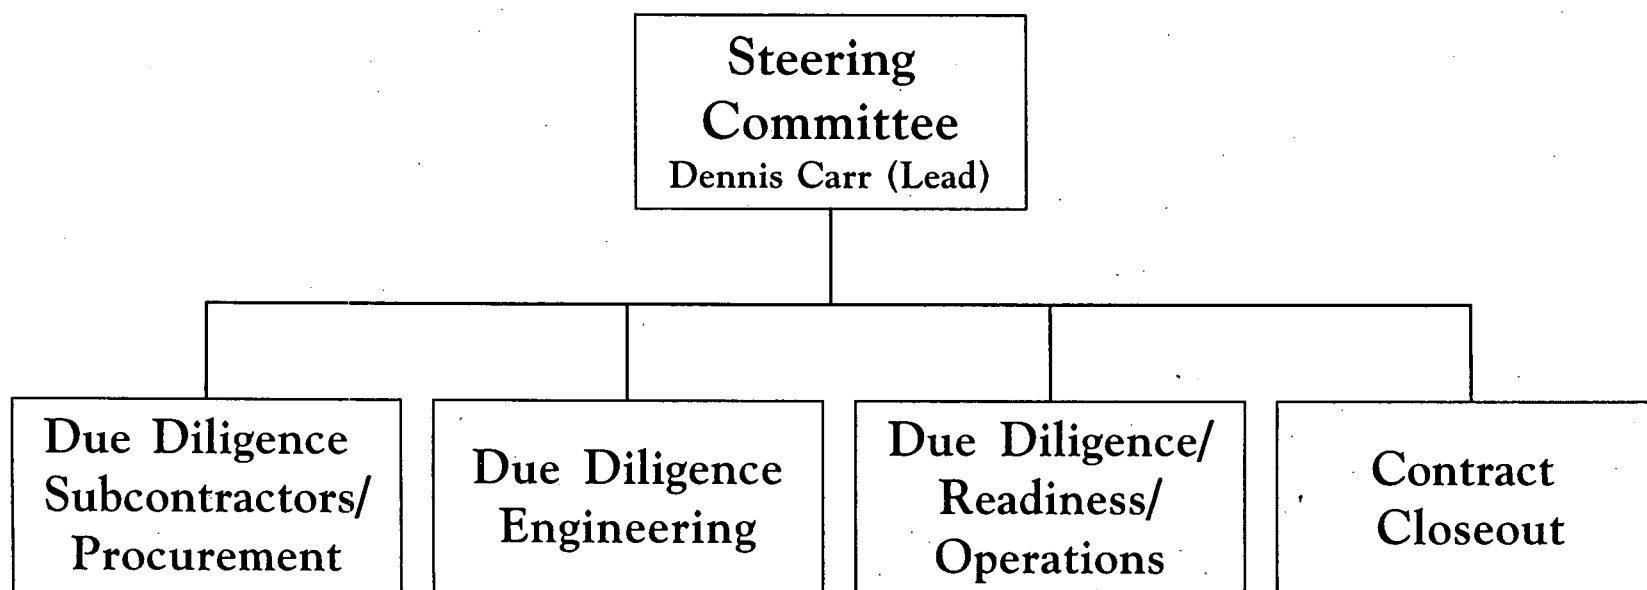 Steering
Committee
Dennis Carr (Lead)
Due Diligence
Subcontractors/
Procurement
Due Diligence
Engineering
Due Diligence/
Readiness/
Operations
Contract
Closeout